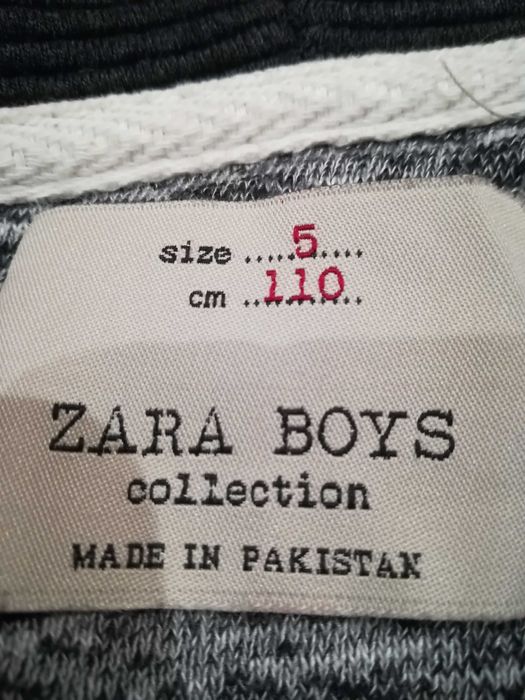 size .....5.....
cm ..110..
ZARA BOYS
collection
MADE IN PAKISTAN